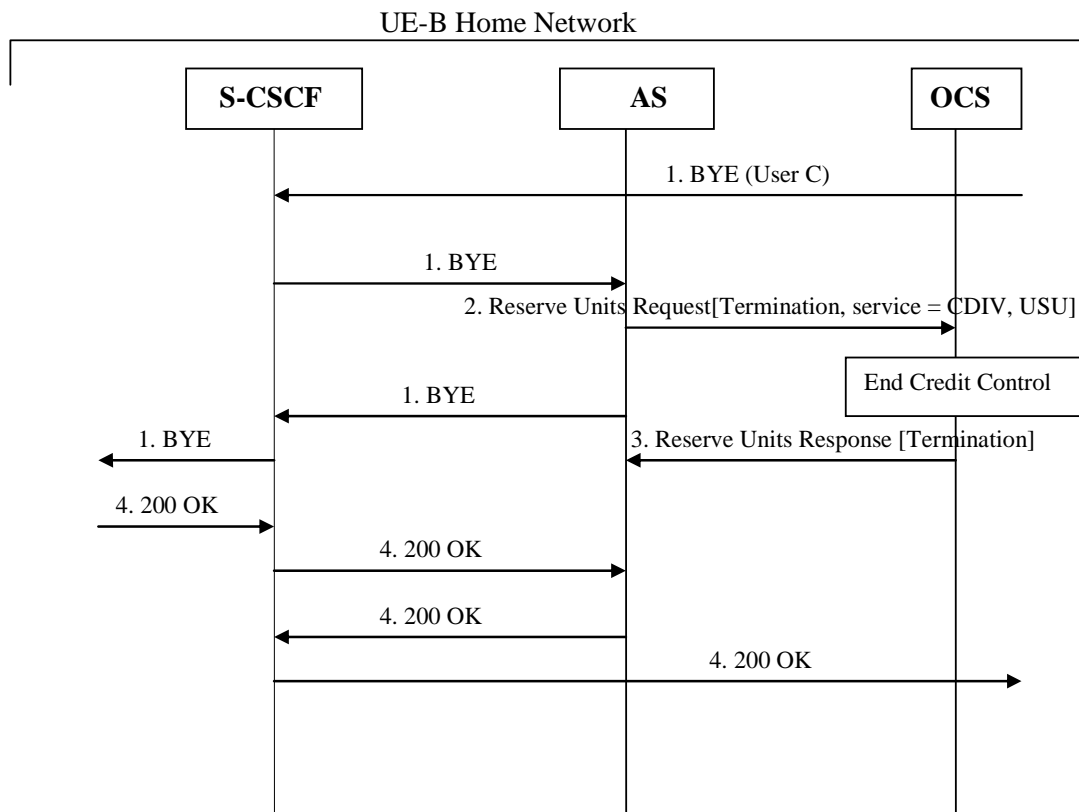 UE-B Home Network
S-CSCF
AS
OCS
1. BYE (User C)
1. BYE
2. Reserve Units Request[Termination, service = CDIV, USU]
End Credit Control
1. BYE
1. BYE
3. Reserve Units Response [Termination]
4. 200 OK
4. 200 OK
4. 200 OK
4. 200 OK